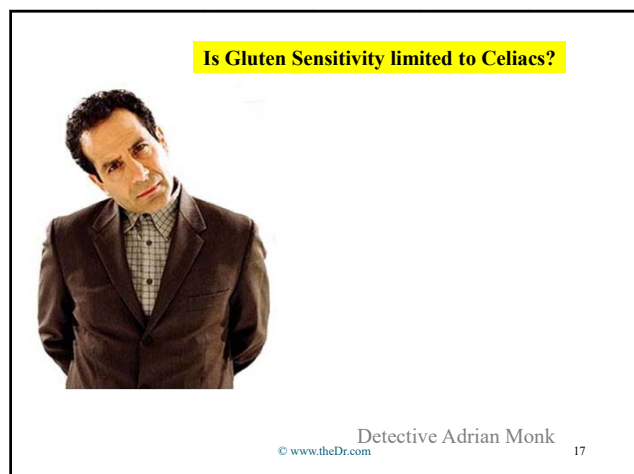 Is Gluten Sensitivity limited to Celiacs?
Detective Adrian Monk
© www.theDr.com
17